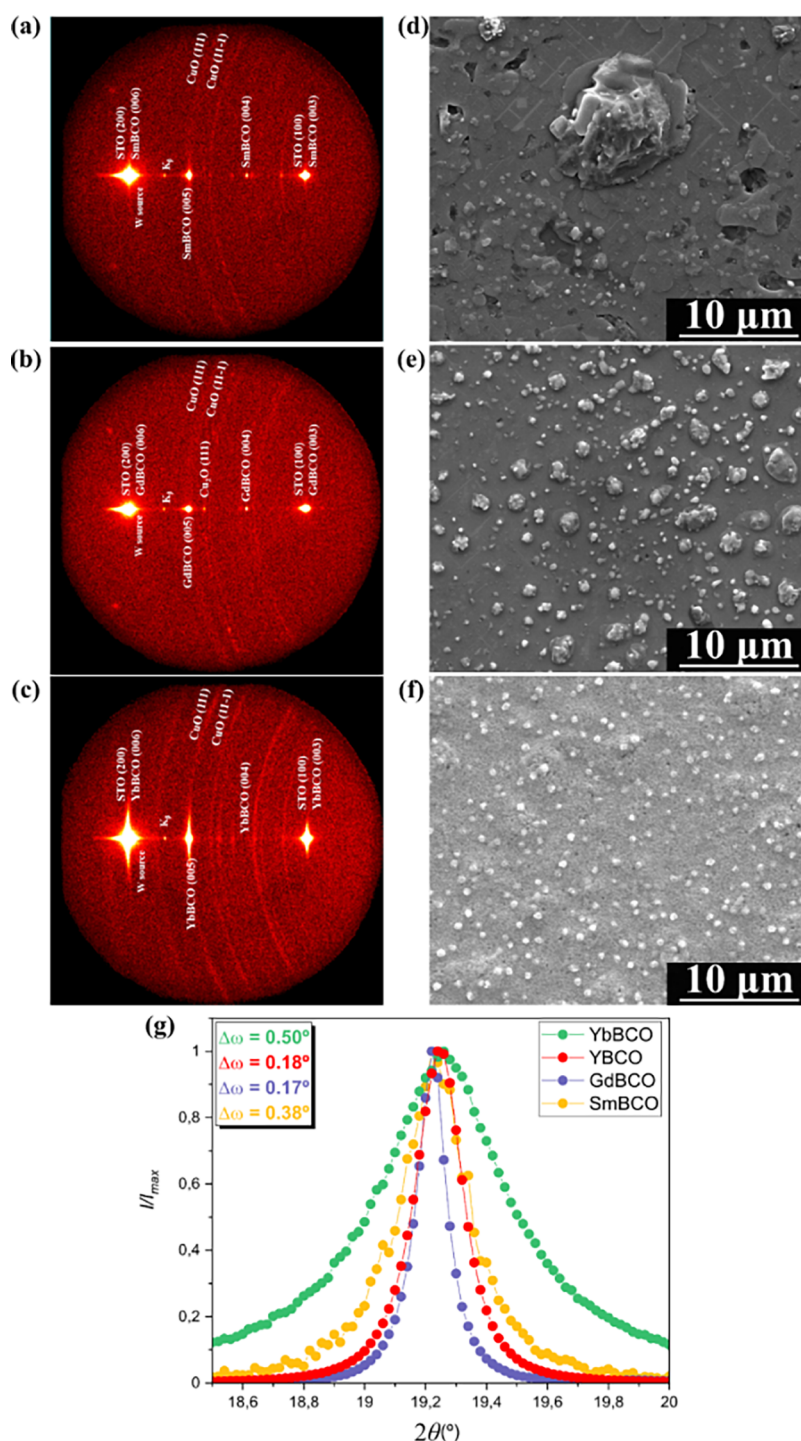 (a)
CuO (111)
CuO (11-1)
STO (200)
SmBCO (006)
W source
Kβ
SmBCO (005)
SmBCO (004)
STO (100)
SmBCO (003)
(d)
10 µm
(b)
CuO (111)
CuO (11-1)
STO (200)
GdBCO (006)
W source
Kβ
GdBCO (005)
Cu₂O (111)
GdBCO (004)
STO (100)
GdBCO (003)
(e)
10 µm
(c)
CuO (111)
CuO (11-1)
STO (200)
YbBCO (006)
W source
Kβ
YbBCO (005)
YbBCO (004)
STO (100)
YbBCO (003)
(f)
10 µm
(g)
Δω = 0.50º
Δω = 0.18º
Δω = 0.17º
Δω = 0.38º
YbBCO
YBCO
GdBCO
SmBCO
I/Imax
1
0,8
0,6
0,4
0,2
0
18,6
18,8
19
19,2
19,4
19,6
19,8
20
2θ(°)